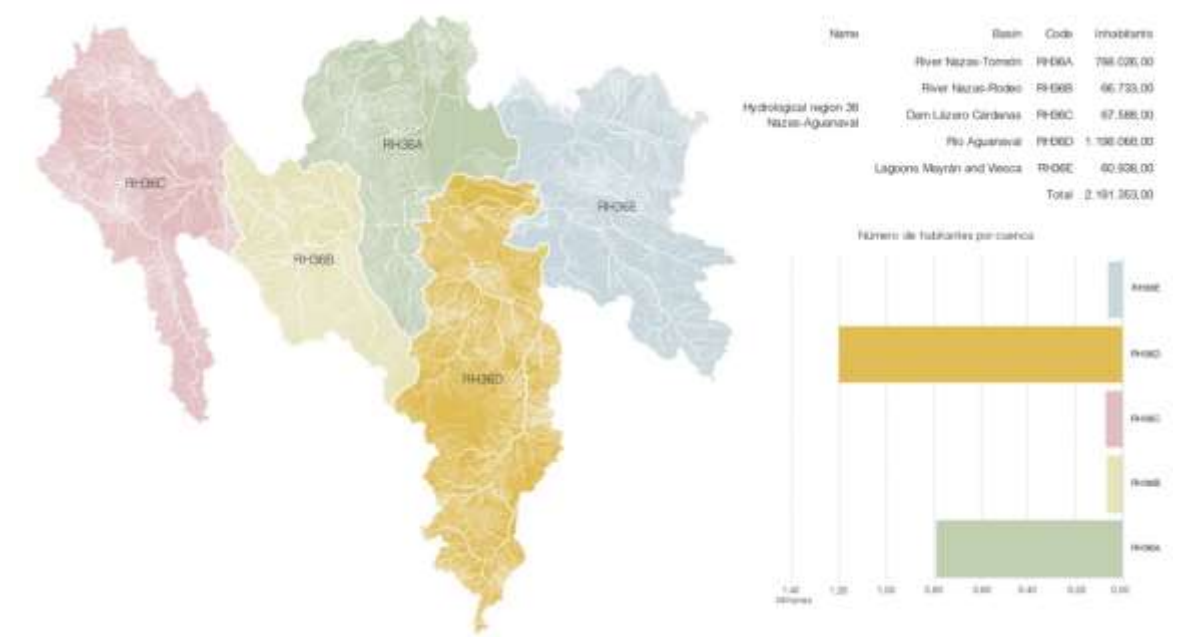 RH36C
RH36A
RH36E
RH36B
RH36D
Name Basin Code Inhabitants
River Nazas-Torreón RH36A 798.026,00
River Nazas-Rodeo RH36B 66.733,00
Hydrological region 36
Nazas-Aguanaval
Dam Lázaro Cárdenas RH36C 67.588,00
Río Aguanaval RH36D 1.198.068,00
Lagoons Mayrán and Viesca RH36E 60.938,00
Total 2.191.353,00
Número de habitantes por cuenca
RH36E
RH36D
RH36C
RH36B
RH36A
1,40 1,20 1,00 0,80 0,60 0,40 0,20 0,00
Millones